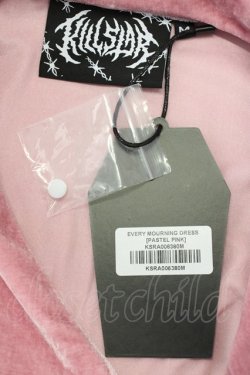 KILLSTAR
M
EVERY MOURNING DRESS
[PASTEL PINK]
KSRA006380M
KSRA006380M